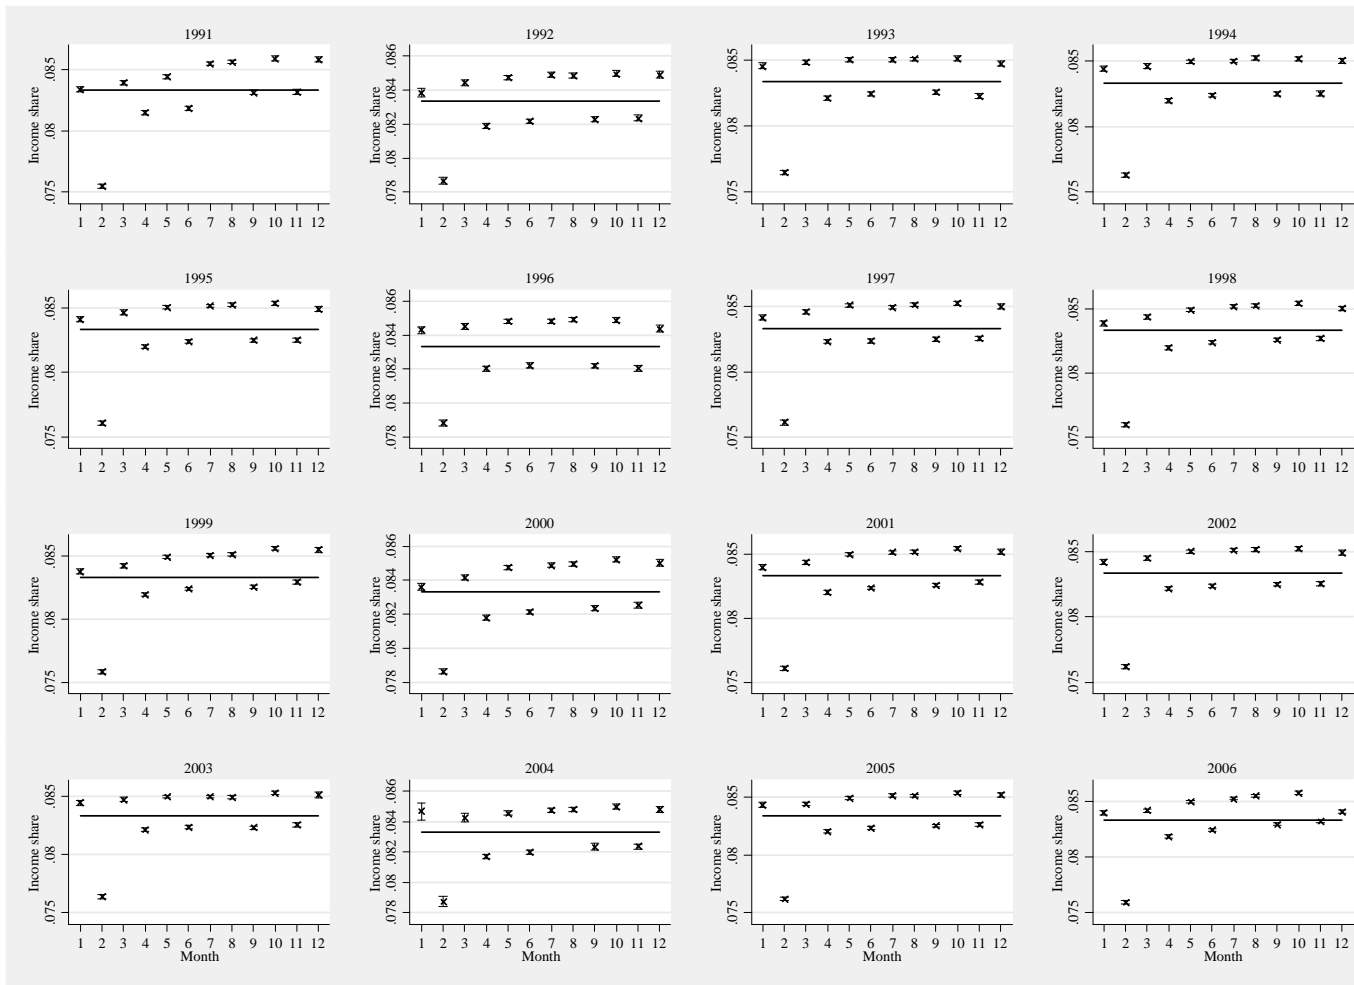 1991 1992 1993 1994
Income share .075 .08 .085
1 2 3 4 5 6 7 8 9 10 11 12
Income share .078 .08 .082 .084 .086
1 2 3 4 5 6 7 8 9 10 11 12
Income share .075 .08 .085
1 2 3 4 5 6 7 8 9 10 11 12
Income share .075 .08 .085
1 2 3 4 5 6 7 8 9 10 11 12
1995 1996 1997 1998
Income share .075 .08 .085
1 2 3 4 5 6 7 8 9 10 11 12
Income share .078 .08 .082 .084 .086
1 2 3 4 5 6 7 8 9 10 11 12
Income share .075 .08 .085
1 2 3 4 5 6 7 8 9 10 11 12
Income share .075 .08 .085
1 2 3 4 5 6 7 8 9 10 11 12
1999 2000 2001 2002
Income share .075 .08 .085
1 2 3 4 5 6 7 8 9 10 11 12
Income share .078 .08 .082 .084 .086
1 2 3 4 5 6 7 8 9 10 11 12
Income share .075 .08 .085
1 2 3 4 5 6 7 8 9 10 11 12
Income share .075 .08 .085
1 2 3 4 5 6 7 8 9 10 11 12
2003 2004 2005 2006
Income share .075 .08 .085
1 2 3 4 5 6 7 8 9 10 11 12
Month
Income share .078 .08 .082 .084 .086
1 2 3 4 5 6 7 8 9 10 11 12
Month
Income share .075 .08 .085
1 2 3 4 5 6 7 8 9 10 11 12
Month
Income share .075 .08 .085
1 2 3 4 5 6 7 8 9 10 11 12
Month